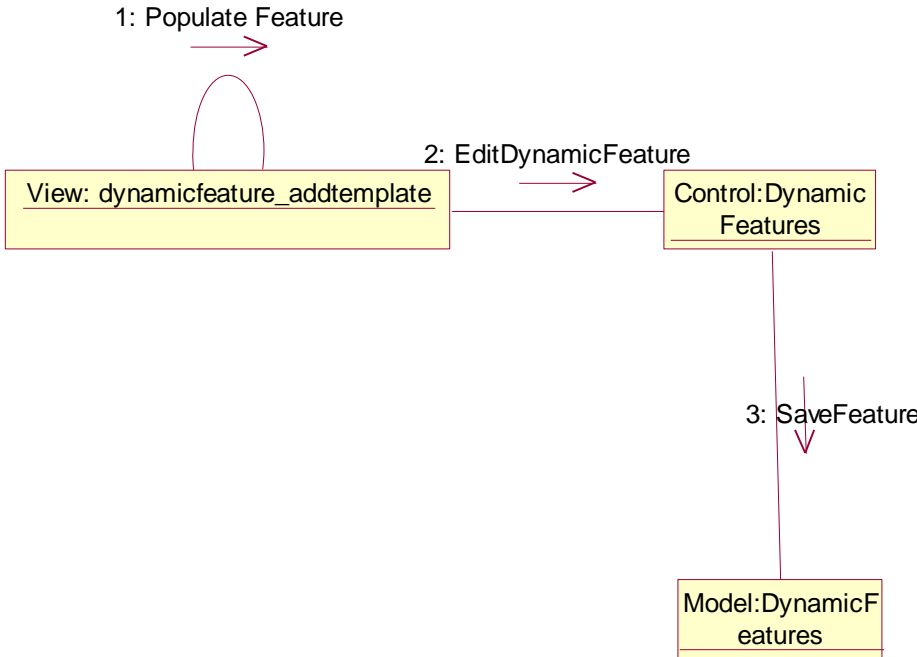 1: Populate Feature
2: EditDynamicFeature
View: dynamicfeature_addtemplate
Control:Dynamic
Features
3: SaveFeature
Model:DynamicF
eatures